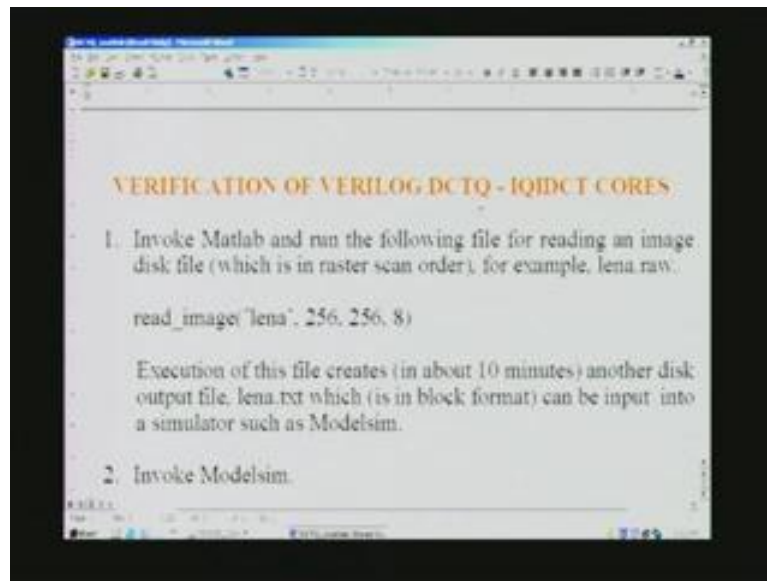 VERIFICATION OF VERILOG DCTQ - IQIDCT CORES
1. Invoke Matlab and run the following file for reading an image
disk file (which is in raster scan order), for example, lena.raw.
read_image('lena', 256, 256, 8)
Execution of this file creates (in about 10 minutes) another disk
output file, lena.txt which (is in block format) can be input into
a simulator such as Modelsim.
2. Invoke Modelsim.